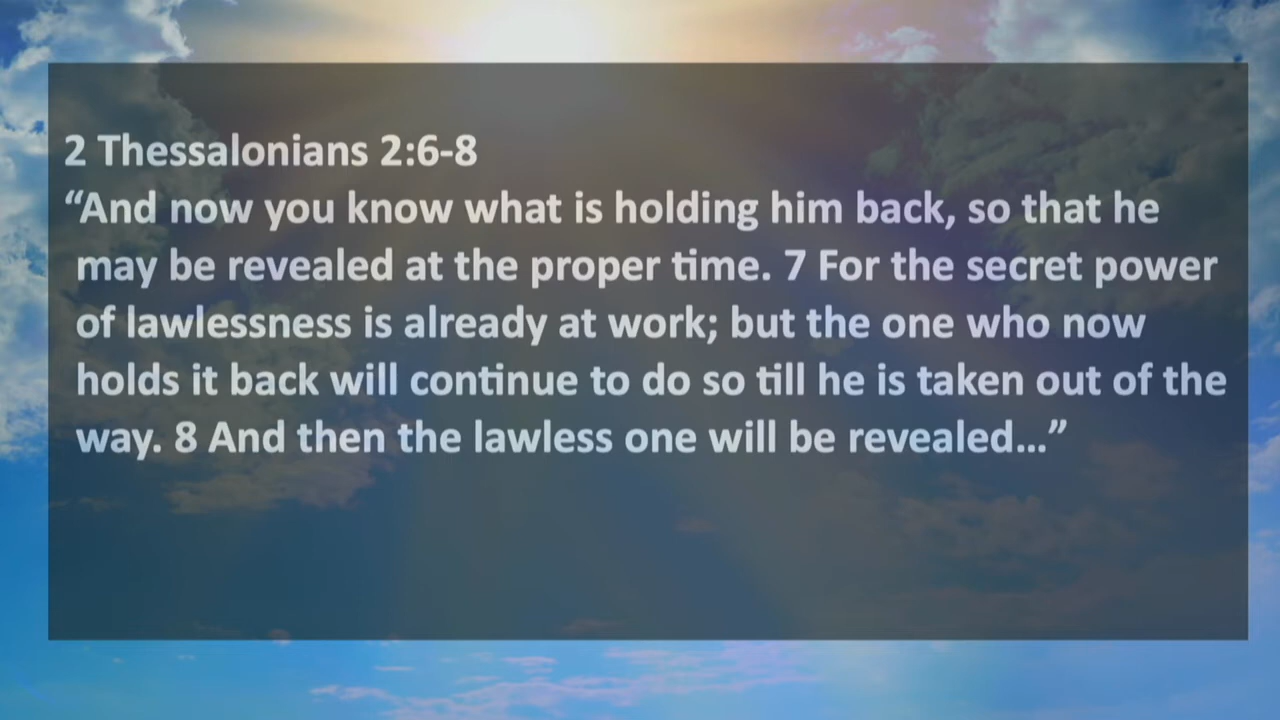 2 Thessalonians 2:6-8
“And now you know what is holding him back, so that he
may be revealed at the proper time. 7 For the secret power
of lawlessness is already at work; but the one who now
holds it back will continue to do so till he is taken out of the
way. 8 And then the lawless one will be revealed…”